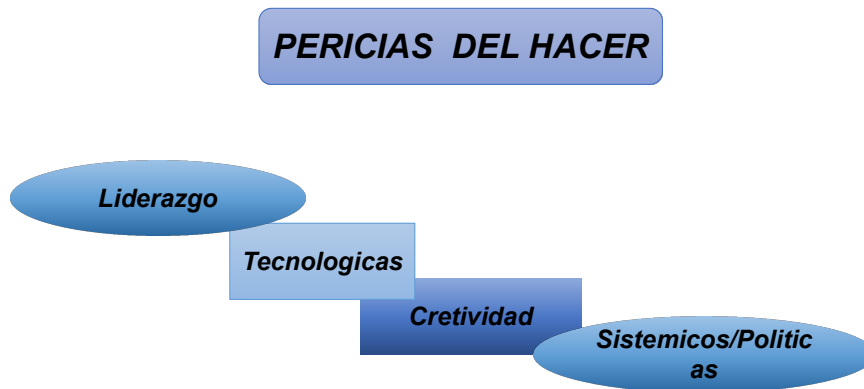 PERICIAS DEL HACER
Liderazgo
Tecnologicas
Cretividad
Sistemicos/Politic
as